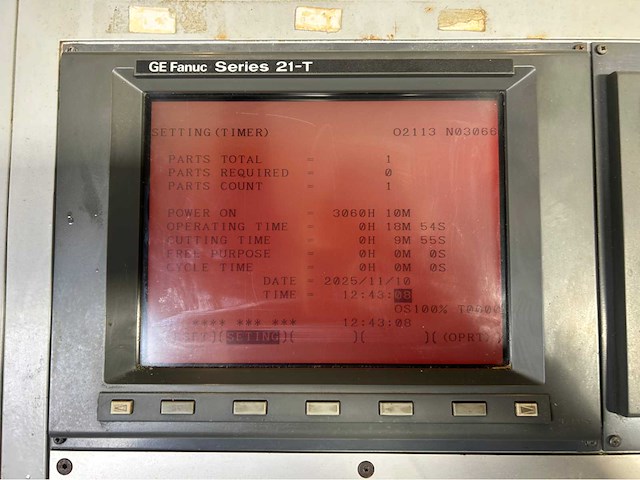 GE Fanuc Series 21-T
SETTING(TIMER) O2113 N03066
PARTS TOTAL = 1
PARTS REQUIRED = 0
PARTS COUNT = 1
POWER ON = 3060H 10M
OPERATING TIME = 0H 18M 54S
CUTTING TIME = 0H 9M 55S
FREE PURPOSE = 0H 0M 0S
CYCLE TIME = 0H 0M 0S
DATE = 2025/11/10
TIME = 12:43:08
OS100% T0600
**** *** *** 12:43:08
)(SETING)( )( )( (OPRT)